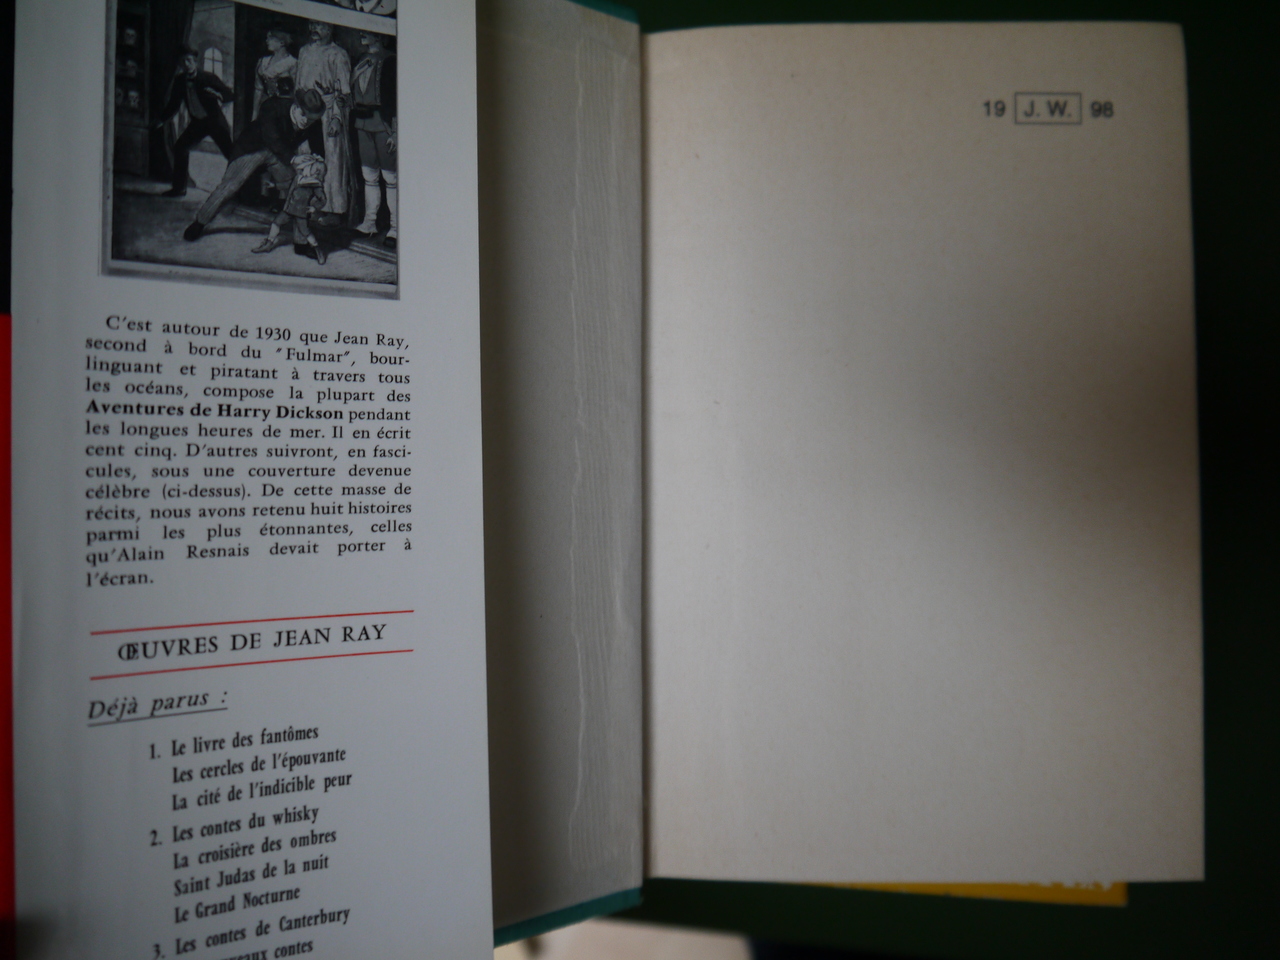 C'est autour de 1930 que Jean Ray,
second à bord du "Fulmar", bour-
linguant et piratant à travers tous
les océans, compose la plupart des
Aventures de Harry Dickson pendant
les longues heures de mer. Il en écrit
cent cinq. D'autres suivront, en fasci-
cules, sous une couverture devenue
célèbre (ci-dessus). De cette masse de
récits, nous avons retenu huit histoires
parmi les plus étonnantes, celles
qu'Alain Resnais devait porter à
l'écran.
ŒUVRES DE JEAN RAY
Déjà parus :
1. Le livre des fantômes
Les cercles de l'épouvante
La cité de l'indicible peur
2. Les contes du whisky
La croisière des ombres
Saint Judas de la nuit
Le Grand Nocturne
3. Les contes de Canterbury
contes
19 J. W. 98